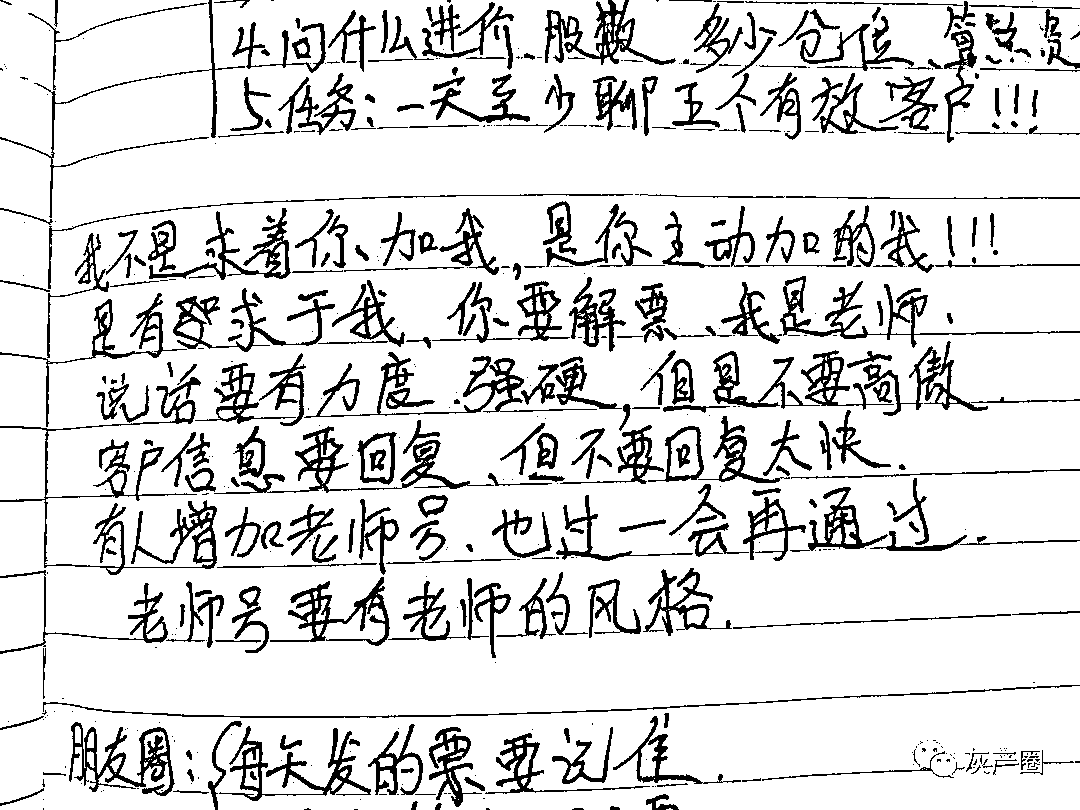 4.问什么进价.股数.多少仓位、算总资
5.任务：一天至少聊五个有效客户!!!
我不是求着你、加我，是你主动加的我!!!
是有求于我、你要解票、我是老师.
说话要有力度.强硬，但是不要高傲.
客户信息要回复、但不要回复太快.
有人增加老师号、也过一会再通过.
老师号要有老师的风格.
朋友圈：每天发的票要记
灰产圈